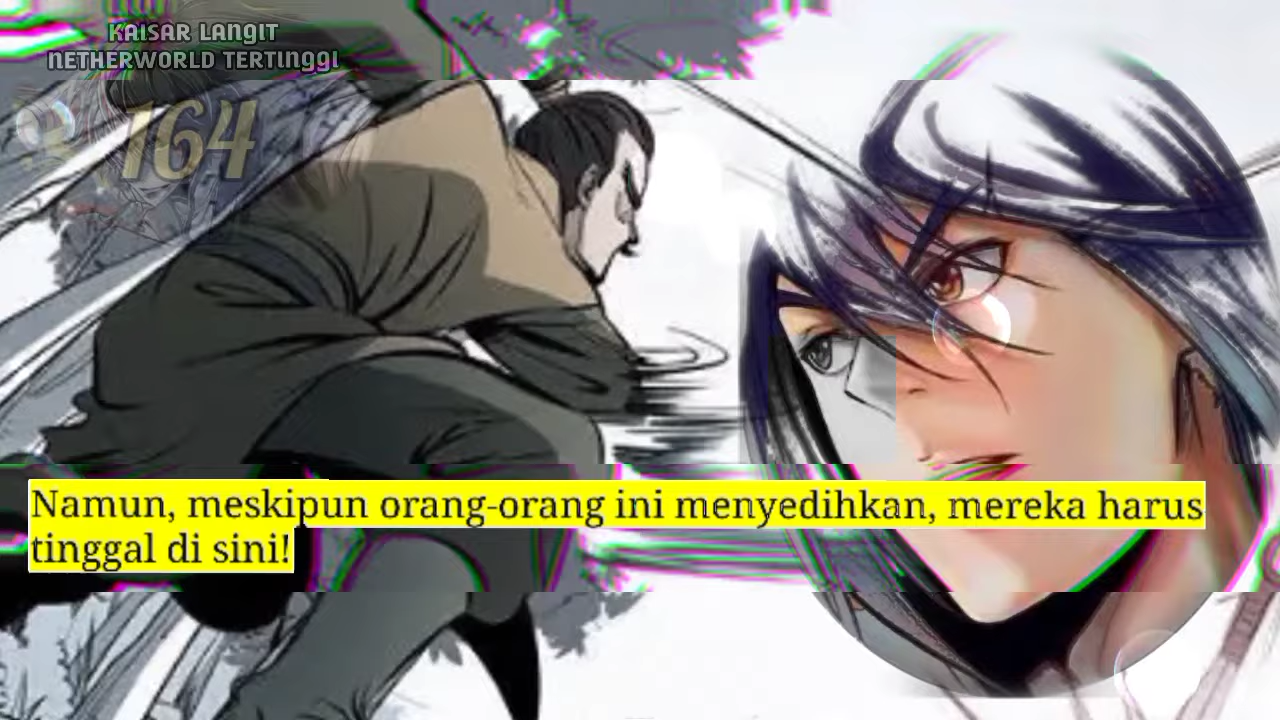 KAISAR LANGIT
NETHERWORLD TERTINGGI
164
Namun, meskipun orang-orang ini menyedihkan, mereka harus
tinggal di sini!